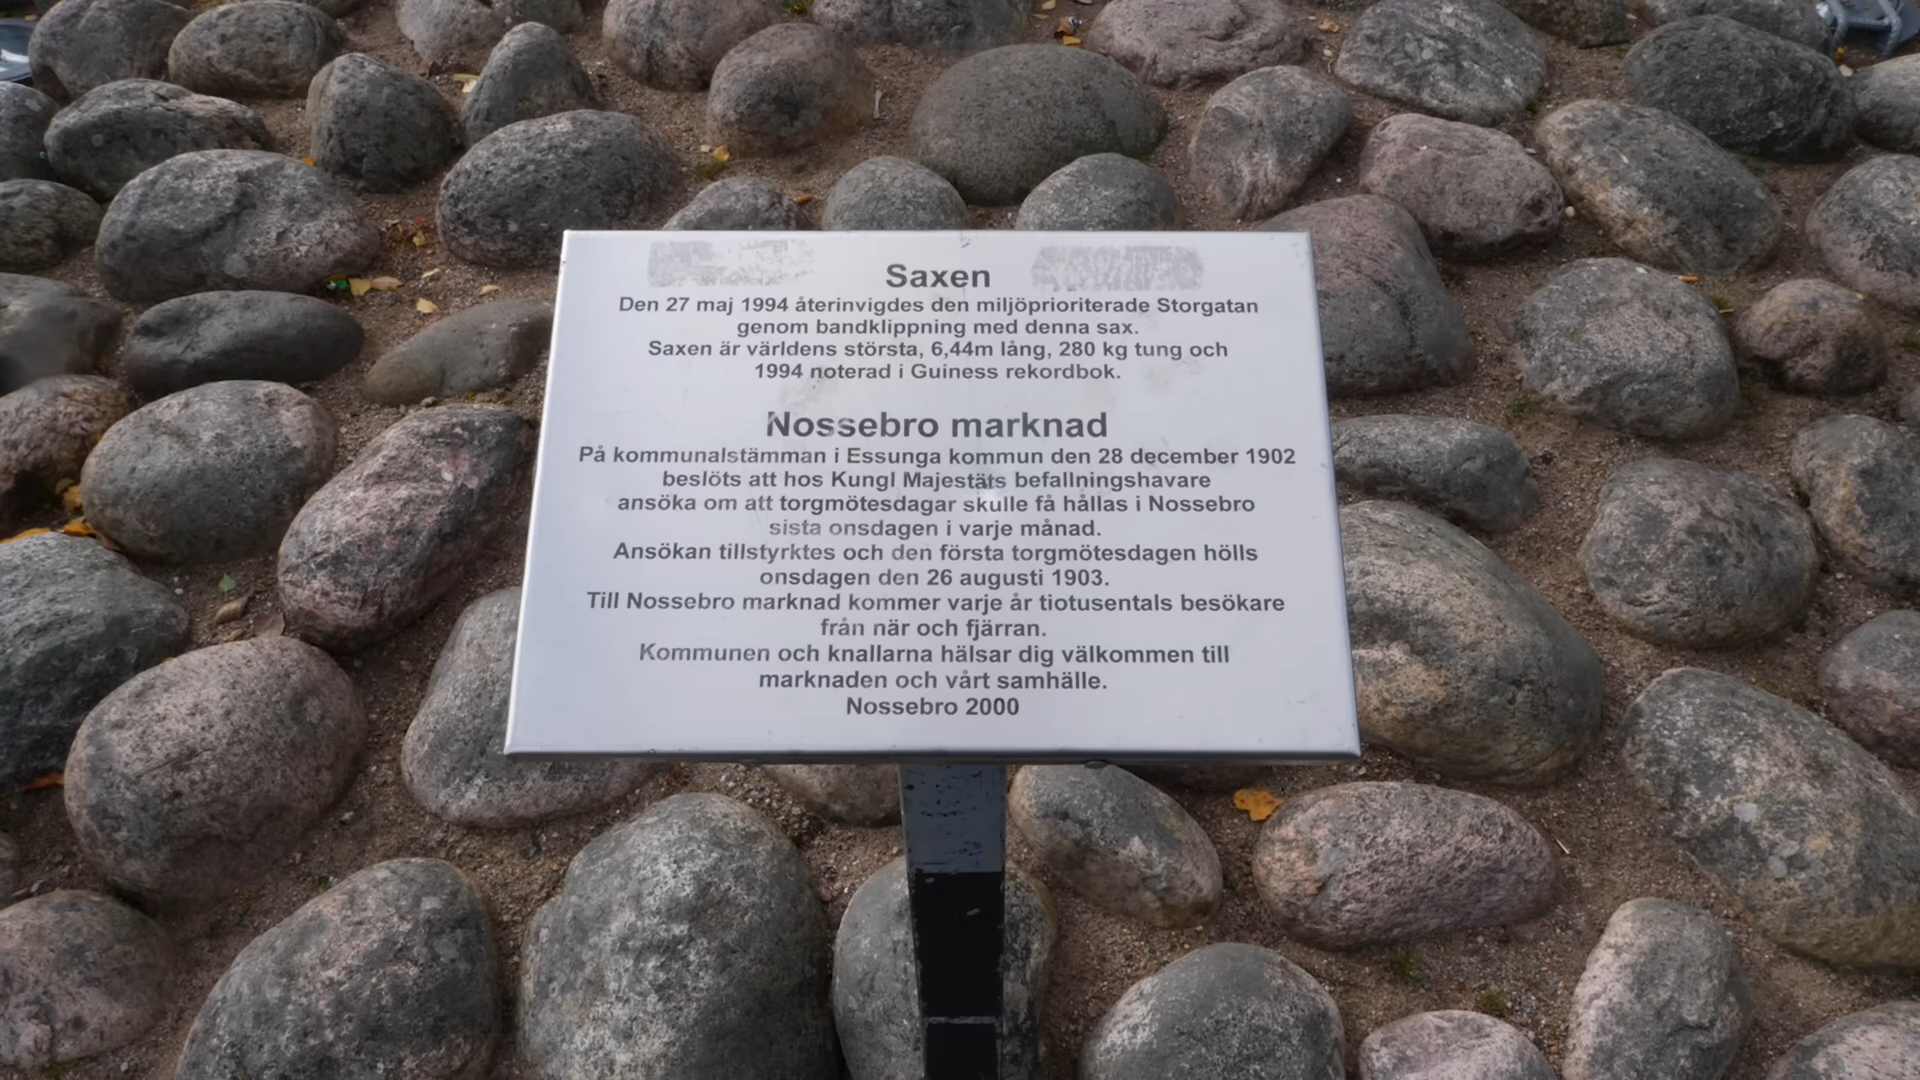 Saxen
Den 27 maj 1994 återinvigdes den miljöprioriterade Storgatan
genom bandklippning med denna sax.
Saxen är världens största, 6,44m lång, 280 kg tung och
1994 noterad i Guiness rekordbok.
Nossebro marknad
På kommunalstämman i Essunga kommun den 28 december 1902
beslöts att hos Kungl Majestäts befallningshavare
ansöka om att torgmötesdagar skulle få hållas i Nossebro
sista onsdagen i varje månad.
Ansökan tillstyrktes och den första torgmötesdagen hölls
onsdagen den 26 augusti 1903.
Till Nossebro marknad kommer varje år tiotusentals besökare
från när och fjärran.
Kommunen och knallarna hälsar dig välkommen till
marknaden och vårt samhälle.
Nossebro 2000